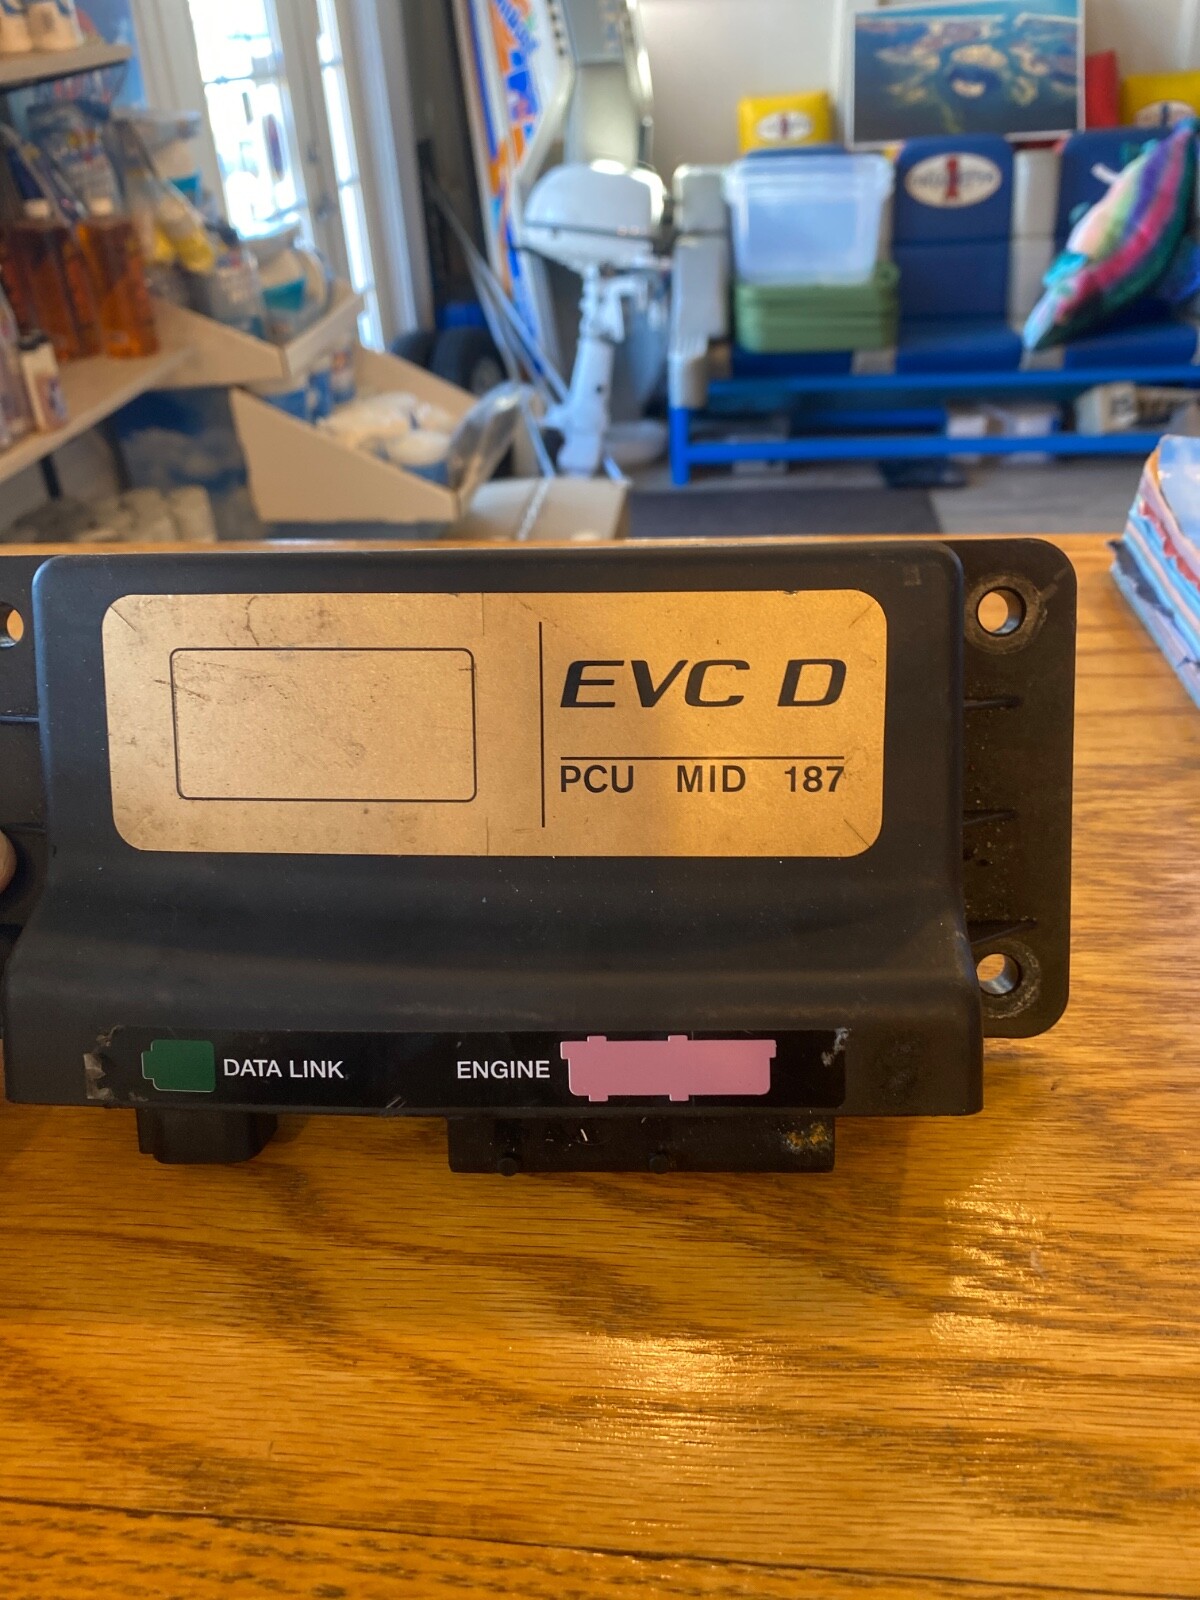 EVC D
PCU MID 187
DATA LINK
ENGINE